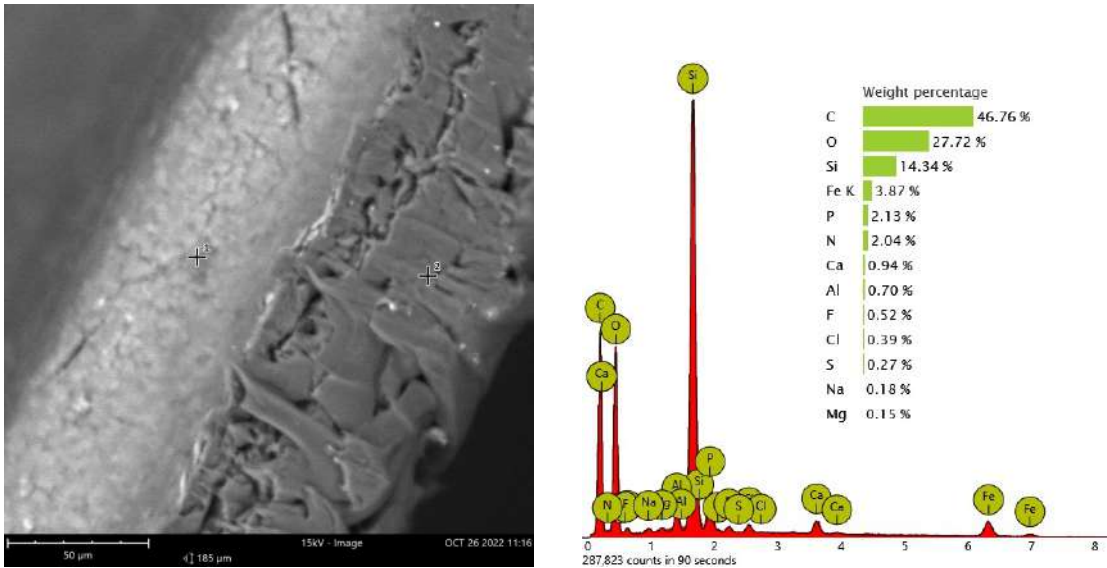 1
2
50 µm
185 µm
15kV - Image
OCT 26 2022 11:16
Weight percentage
C 46.76 %
O 27.72 %
Si 14.34 %
Fe K 3.87 %
P 2.13 %
N 2.04 %
Ca 0.94 %
Al 0.70 %
F 0.52 %
Cl 0.39 %
S 0.27 %
Na 0.18 %
Mg 0.15 %
Si
C
O
Ca
P
Al Si
N F Na g Al S Cl
Ca Ca
Fe Fe
0 1 2 3 4 5 6 7 8
287,823 counts in 90 seconds